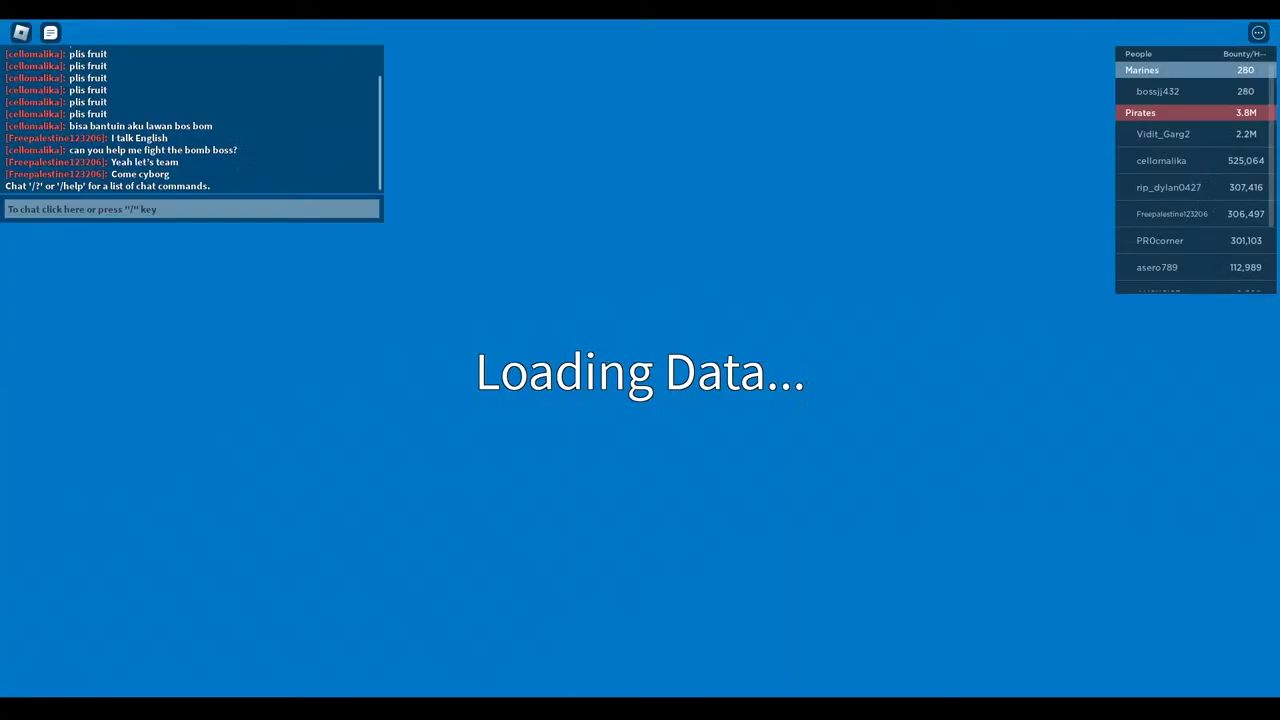 [cellomalika]: plis fruit
[cellomalika]: plis fruit
[cellomalika]: plis fruit
[cellomalika]: plis fruit
[cellomalika]: plis fruit
[cellomalika]: plis fruit
[cellomalika]: bisa bantuin aku lawan bos bom
[Freepalestine123206]: I talk English
[cellomalika]: can you help me fight the bomb boss?
[Freepalestine123206]: Yeah let's team
[Freepalestine123206]: Come cyborg
Chat '/?' or '/help' for a list of chat commands.
To chat click here or press "/" key
People Bounty/H--
Marines 280
bossjj432 280
Pirates 3.8M
Vidit_Garg2 2.2M
cellomalika 525,064
rip_dylan0427 307,416
Freepalestine123206 306,497
PR0corner 301,103
asero789 112,989
Loading Data...